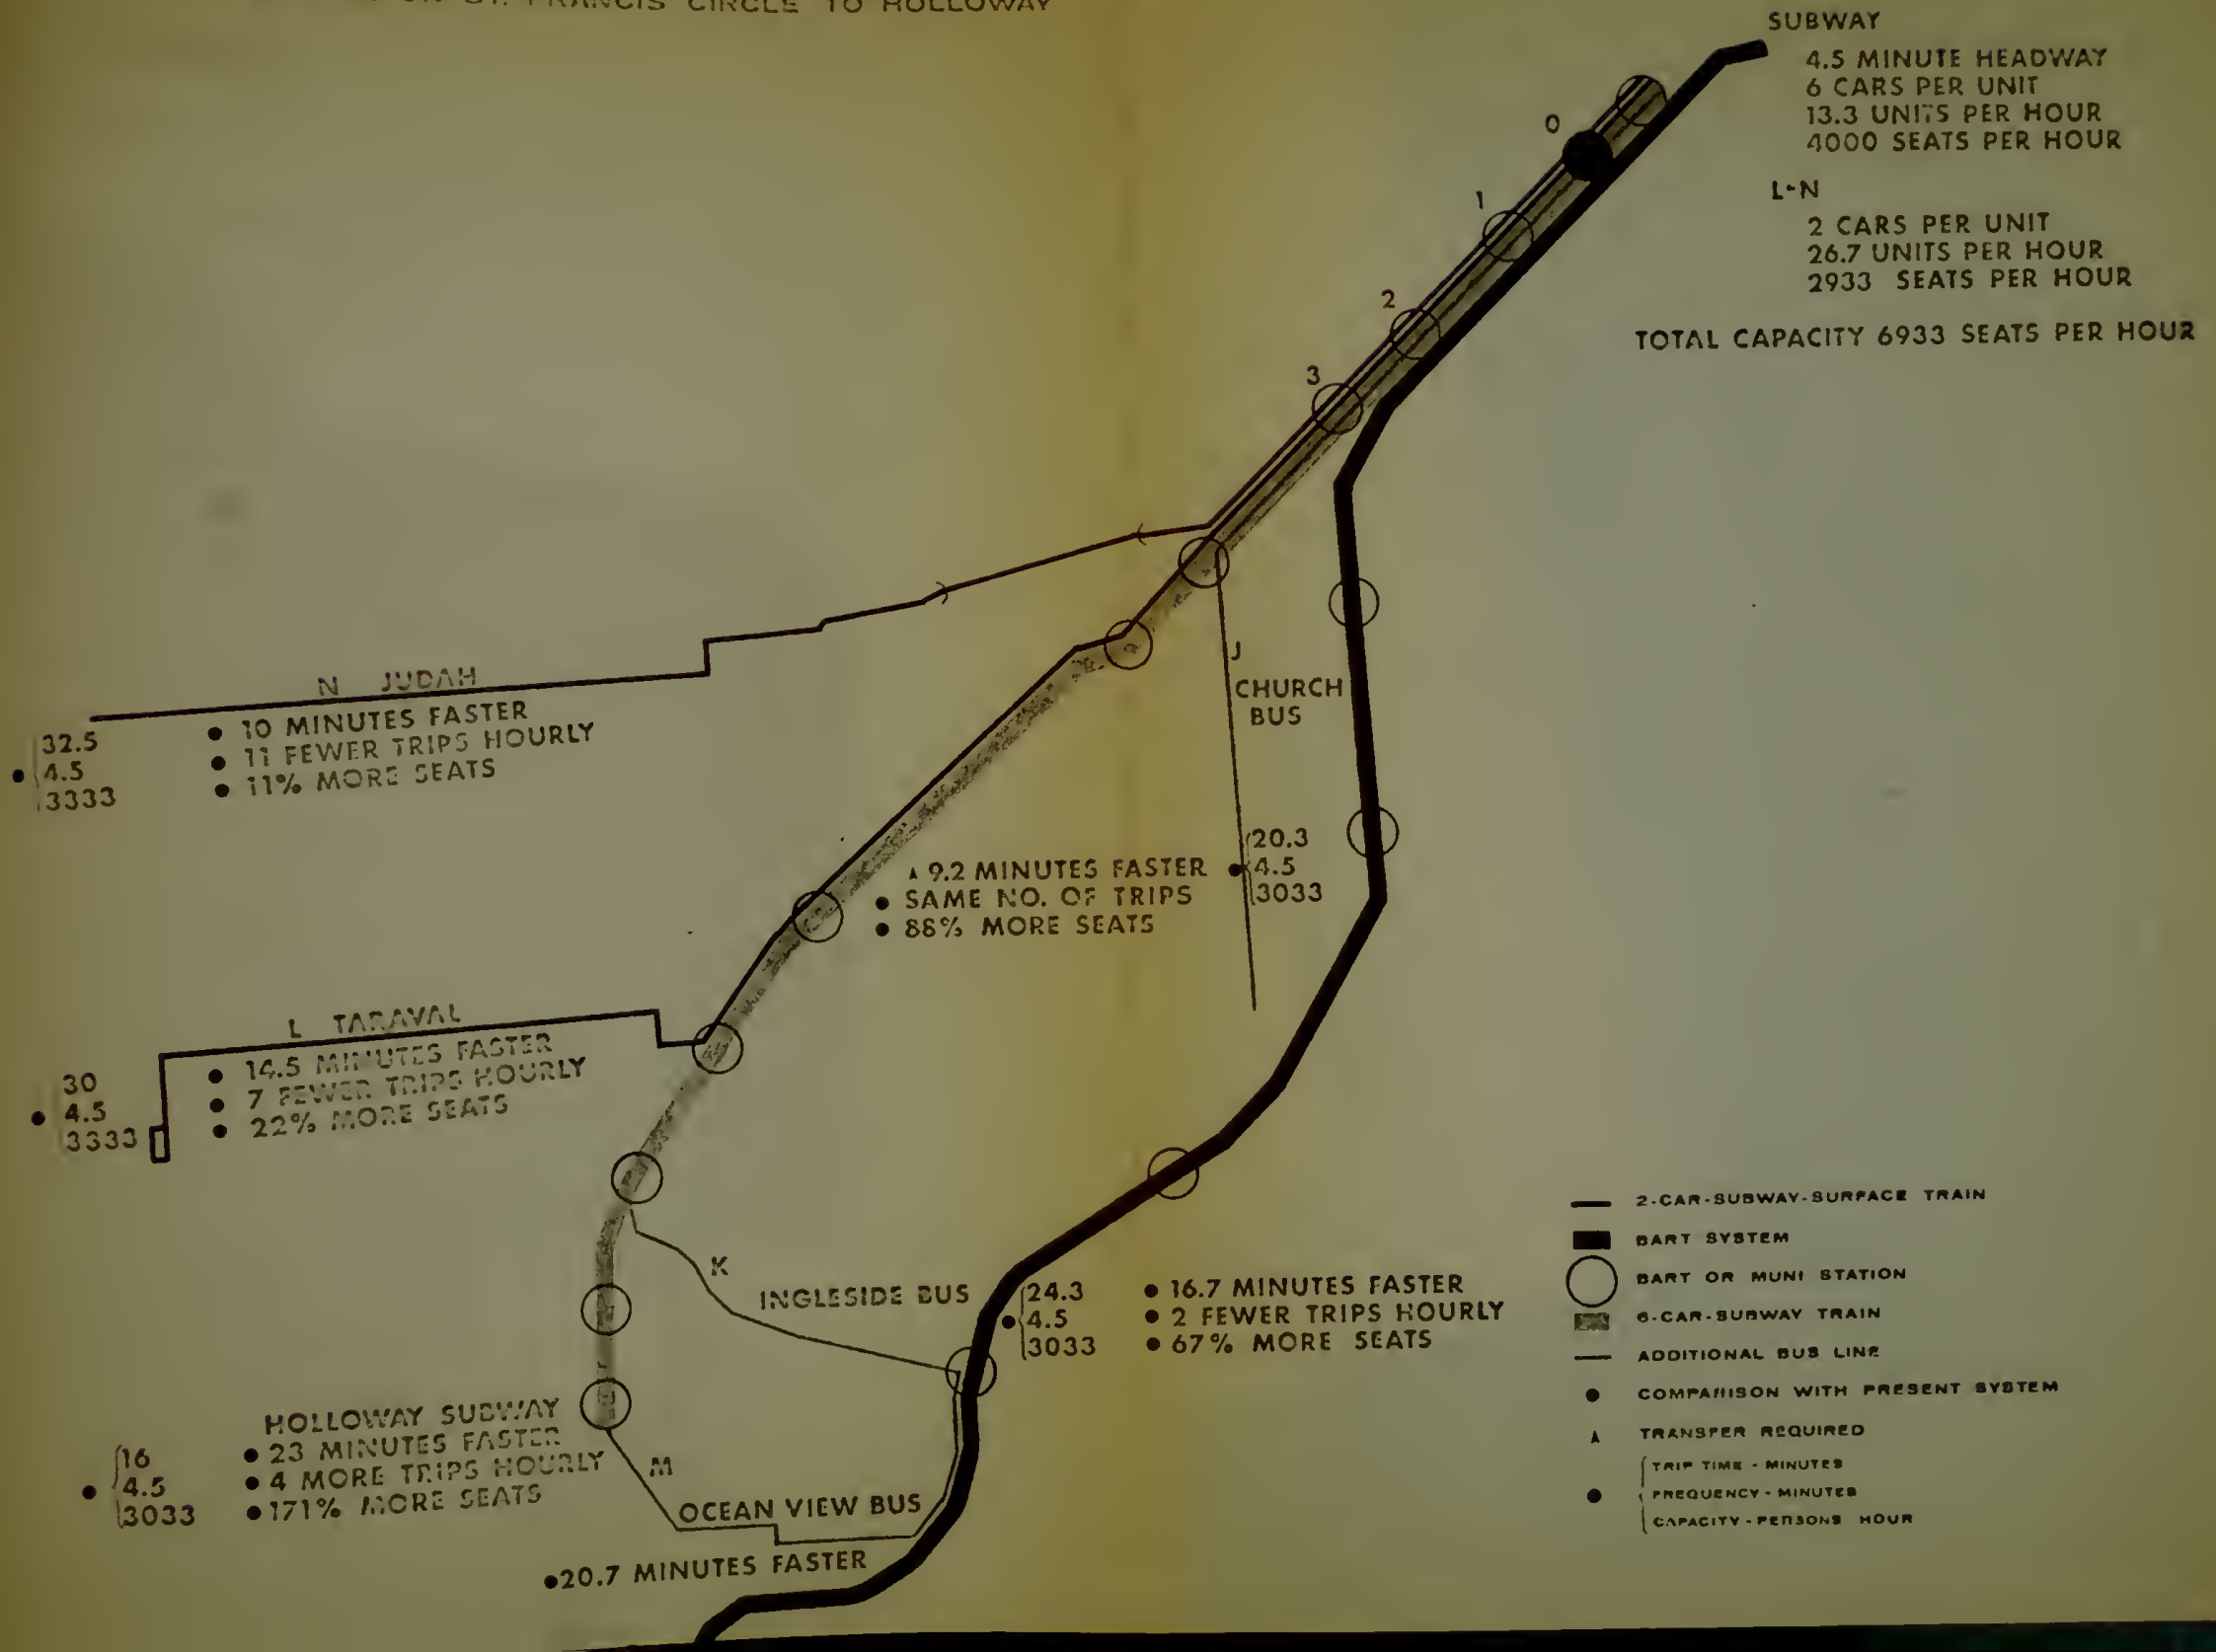 ST. FRANCIS CIRCLE TO HOLLOWAY
SUBWAY
4.5 MINUTE HEADWAY
6 CARS PER UNIT
13.3 UNITS PER HOUR
4000 SEATS PER HOUR
L-N
2 CARS PER UNIT
26.7 UNITS PER HOUR
2933 SEATS PER HOUR
TOTAL CAPACITY 6933 SEATS PER HOUR
0
1
2
3
N JUDAH
32.5
4.5
3333
● 10 MINUTES FASTER
● 11 FEWER TRIPS HOURLY
● 11% MORE SEATS
J
CHURCH
BUS
20.3
4.5
3033
▲ 9.2 MINUTES FASTER
● SAME NO. OF TRIPS
● 88% MORE SEATS
L TARAVAL
30
4.5
3333
● 14.5 MINUTES FASTER
● 7 FEWER TRIPS HOURLY
● 22% MORE SEATS
K
INGLESIDE BUS
24.3
4.5
3033
● 16.7 MINUTES FASTER
● 2 FEWER TRIPS HOURLY
● 67% MORE SEATS
HOLLOWAY SUBWAY
16
4.5
3033
● 23 MINUTES FASTER
● 4 MORE TRIPS HOURLY
● 171% MORE SEATS
M
OCEAN VIEW BUS
● 20.7 MINUTES FASTER
2-CAR-SUBWAY-SURFACE TRAIN
BART SYSTEM
BART OR MUNI STATION
6-CAR-SUBWAY TRAIN
ADDITIONAL BUS LINE
COMPARISON WITH PRESENT SYSTEM
TRANSFER REQUIRED
TRIP TIME - MINUTES
FREQUENCY - MINUTES
CAPACITY - PERSONS HOUR